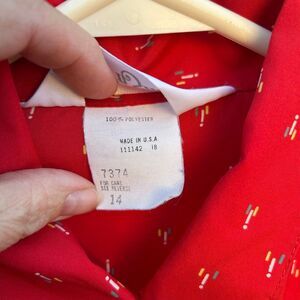 100% POLYESTER
MADE IN U.S.A
111142 18
7374
FOR CARE
SEE REVERSE
14